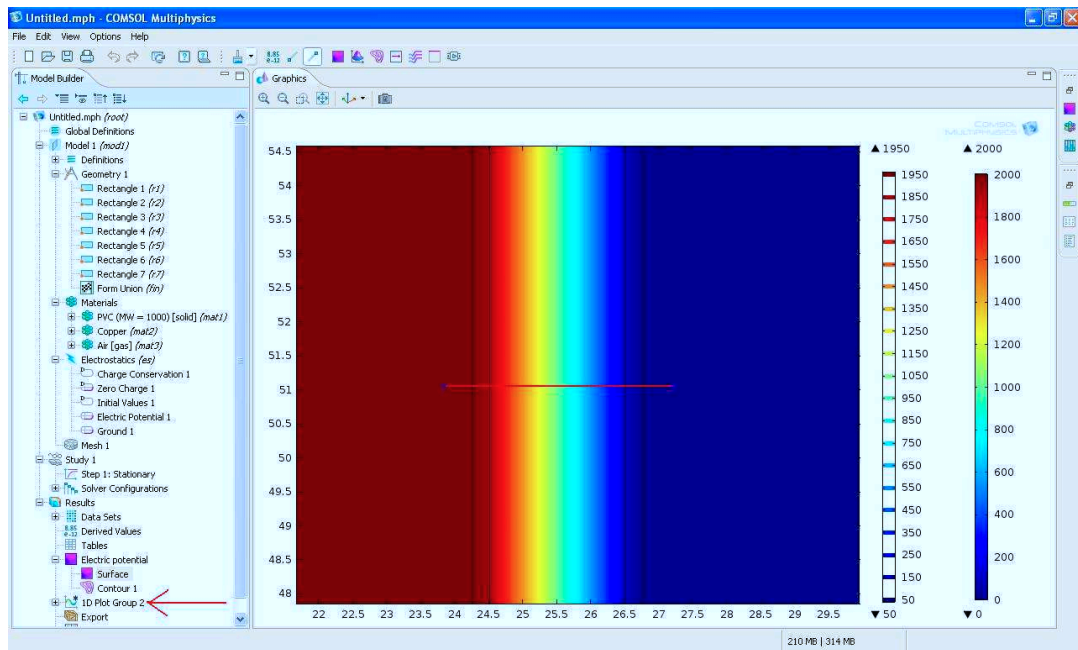 Untitled.mph - COMSOL Multiphysics
File Edit View Options Help
Model Builder
Untitled.mph (root)
Global Definitions
Model 1 (mod1)
Definitions
Geometry 1
Rectangle 1 (r1)
Rectangle 2 (r2)
Rectangle 3 (r3)
Rectangle 4 (r4)
Rectangle 5 (r5)
Rectangle 6 (r6)
Rectangle 7 (r7)
Form Union (fin)
Materials
PVC (MW = 1000) [solid] (mat1)
Copper (mat2)
Air [gas] (mat3)
Electrostatics (es)
Charge Conservation 1
Zero Charge 1
Initial Values 1
Electric Potential 1
Ground 1
Mesh 1
Study 1
Step 1: Stationary
Solver Configurations
Results
Data Sets
8.85
e-12
Derived Values
Tables
Electric potential
Surface
Contour 1
1D Plot Group 2
Export
Graphics
COMSOL
MULTIPHYSICS
54.5
54
53.5
53
52.5
52
51.5
51
50.5
50
49.5
49
48.5
48
22 22.5 23 23.5 24 24.5 25 25.5 26 26.5 27 27.5 28 28.5 29 29.5
▲ 1950
1950
1850
1750
1650
1550
1450
1350
1250
1150
1050
950
850
750
650
550
450
350
250
150
50
▼ 50
▲ 2000
2000
1800
1600
1400
1200
1000
800
600
400
200
0
▼ 0
210 MB | 314 MB